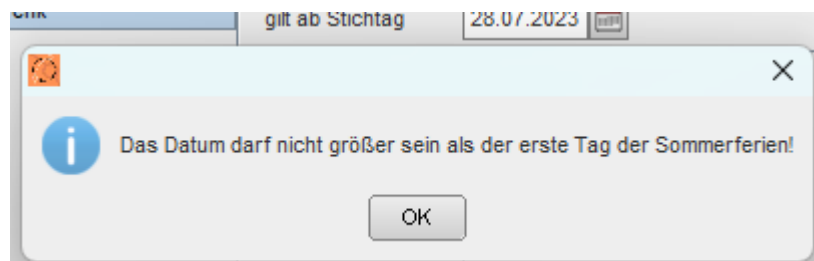 gilt ab Stichtag 28.07.2023
Das Datum darf nicht größer sein als der erste Tag der Sommerferien!
OK